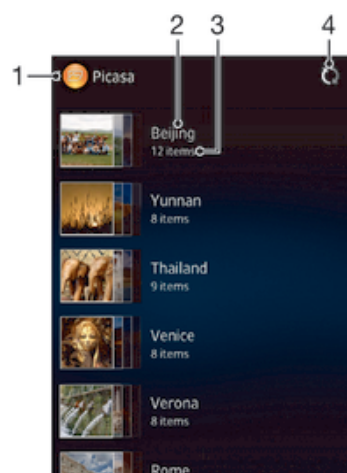 2
3
4
1
Picasa
Beijing
12 items
Yunnan
8 items
Thailand
9 items
Venice
8 items
Verona
8 items
Rome